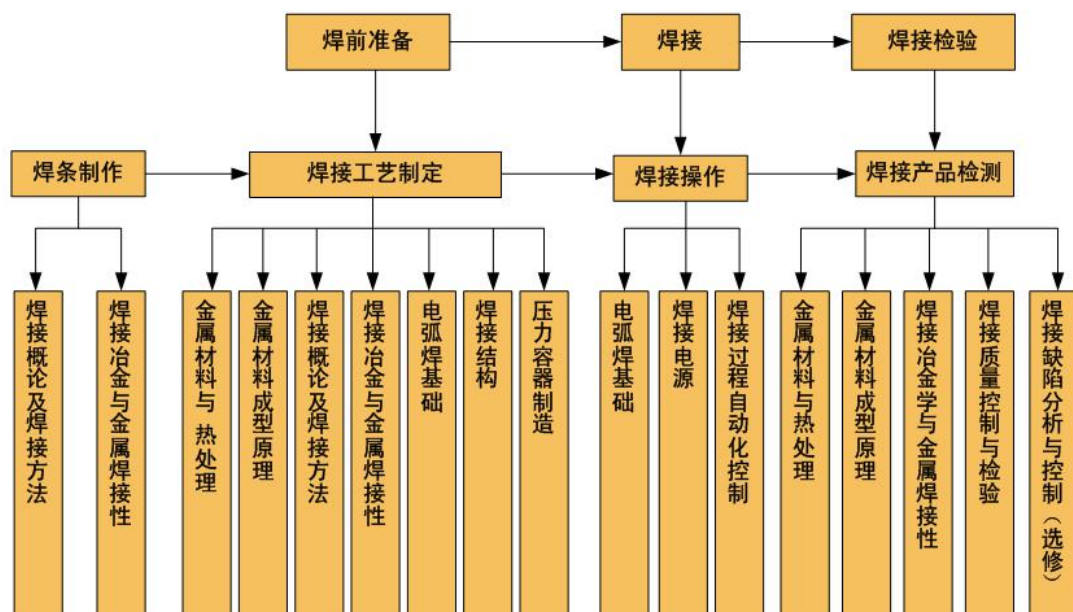 焊前准备
焊接
焊接检验
焊条制作
焊接工艺制定
焊接操作
焊接产品检测
焊接概论及焊接方法
焊接冶金与金属焊接性
金属材料与 热处理
金属材料成型原理
焊接概论及焊接方法
焊接冶金与金属焊接性
电弧焊基础
焊接结构
压力容器制造
电弧焊基础
焊接电源
焊接过程自动化控制
金属材料与热处理
金属材料成型原理
焊接冶金学与金属焊接性
焊接质量控制与检验
焊接缺陷分析与控制（选修）